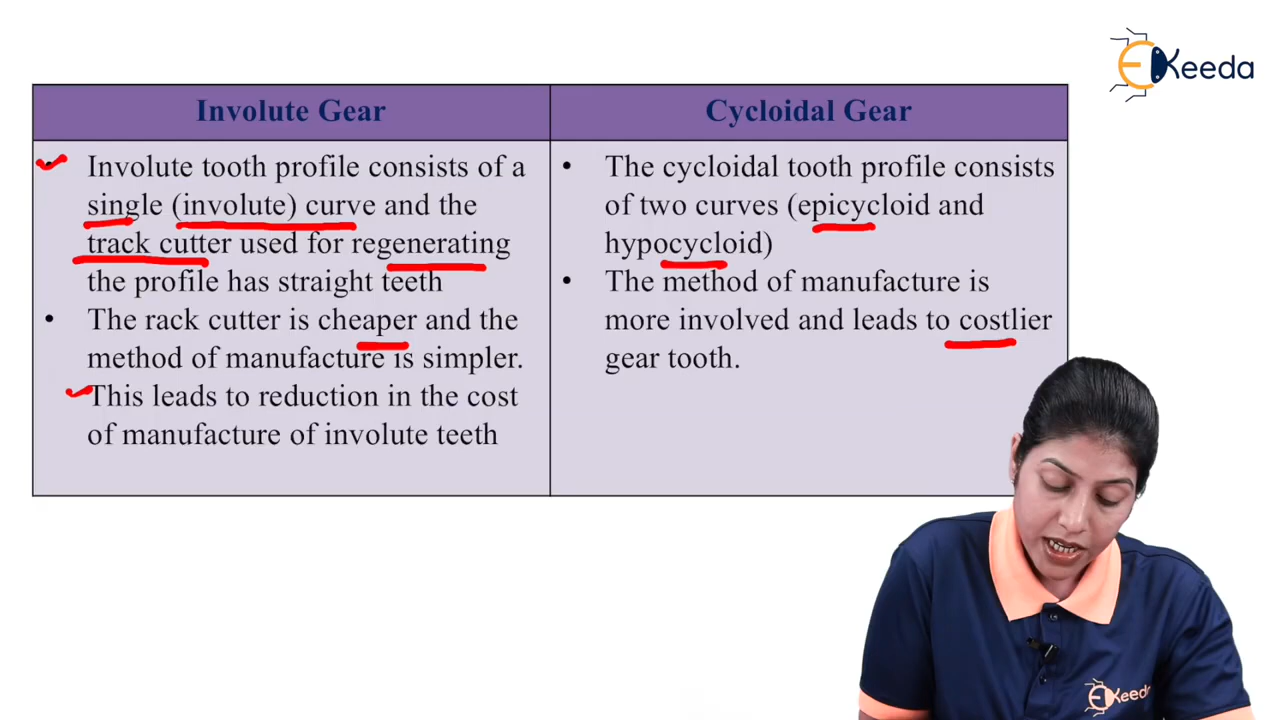 EKeeda
Involute Gear
Cycloidal Gear
• Involute tooth profile consists of a
single (involute) curve and the
track cutter used for regenerating
the profile has straight teeth
• The rack cutter is cheaper and the
method of manufacture is simpler.
This leads to reduction in the cost
of manufacture of involute teeth
• The cycloidal tooth profile consists
of two curves (epicycloid and
hypocycloid)
• The method of manufacture is
more involved and leads to costlier
gear tooth.
EKeeda